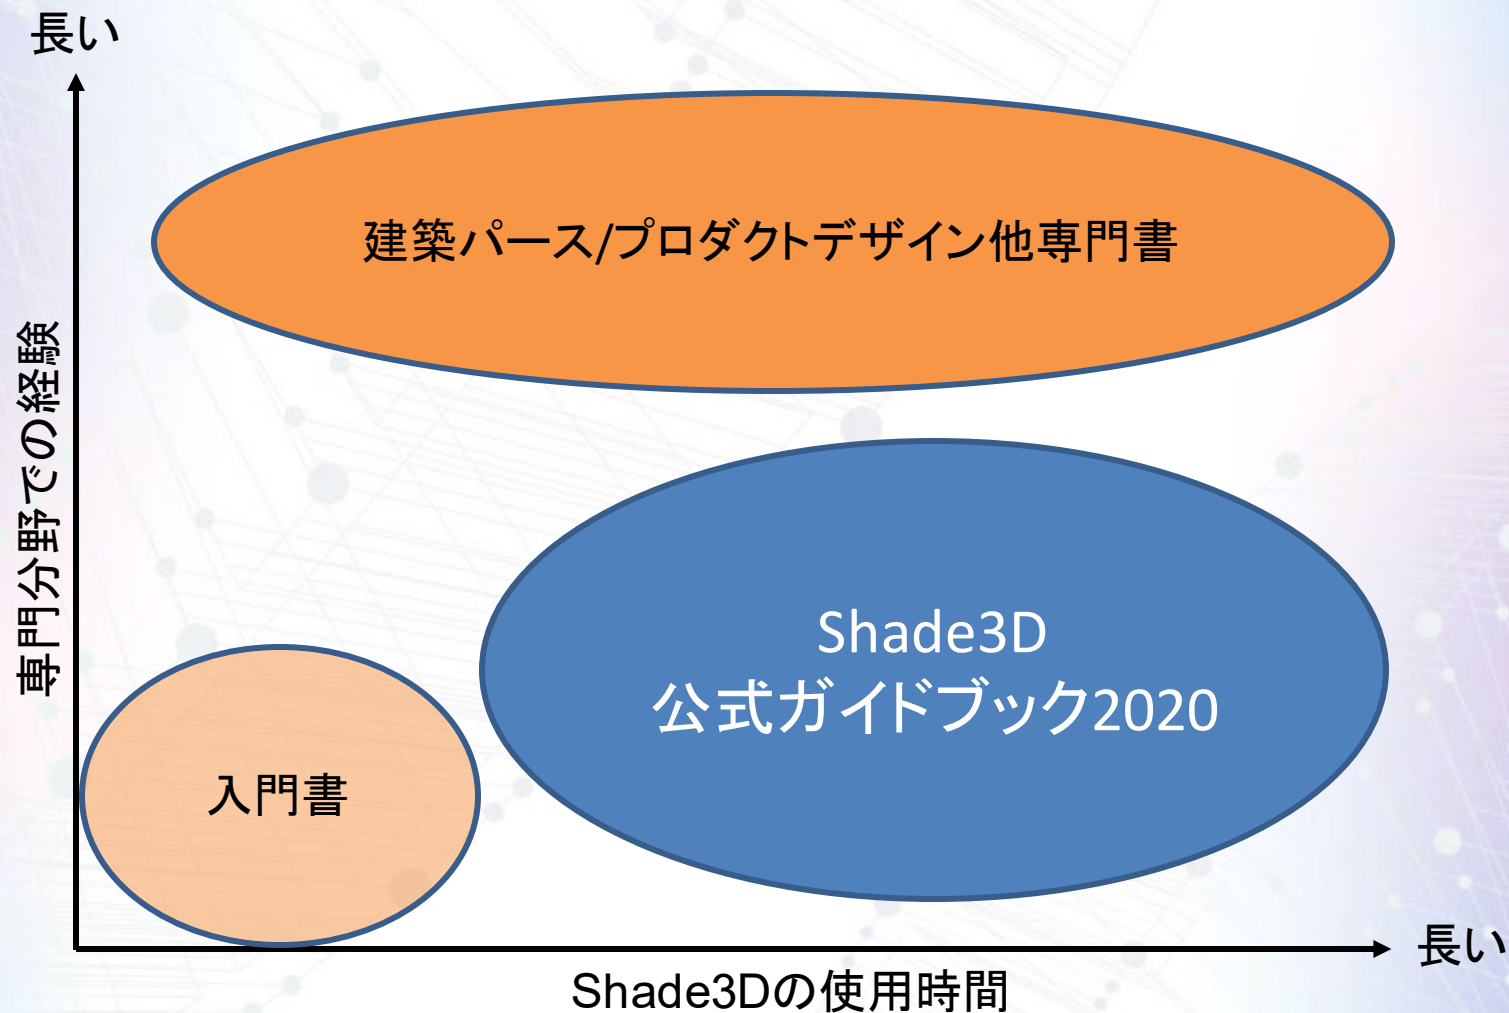 長い
建築パース/プロダクトデザイン他専門書
専門分野での経験
Shade3D
公式ガイドブック2020
入門書
長い
Shade3Dの使用時間